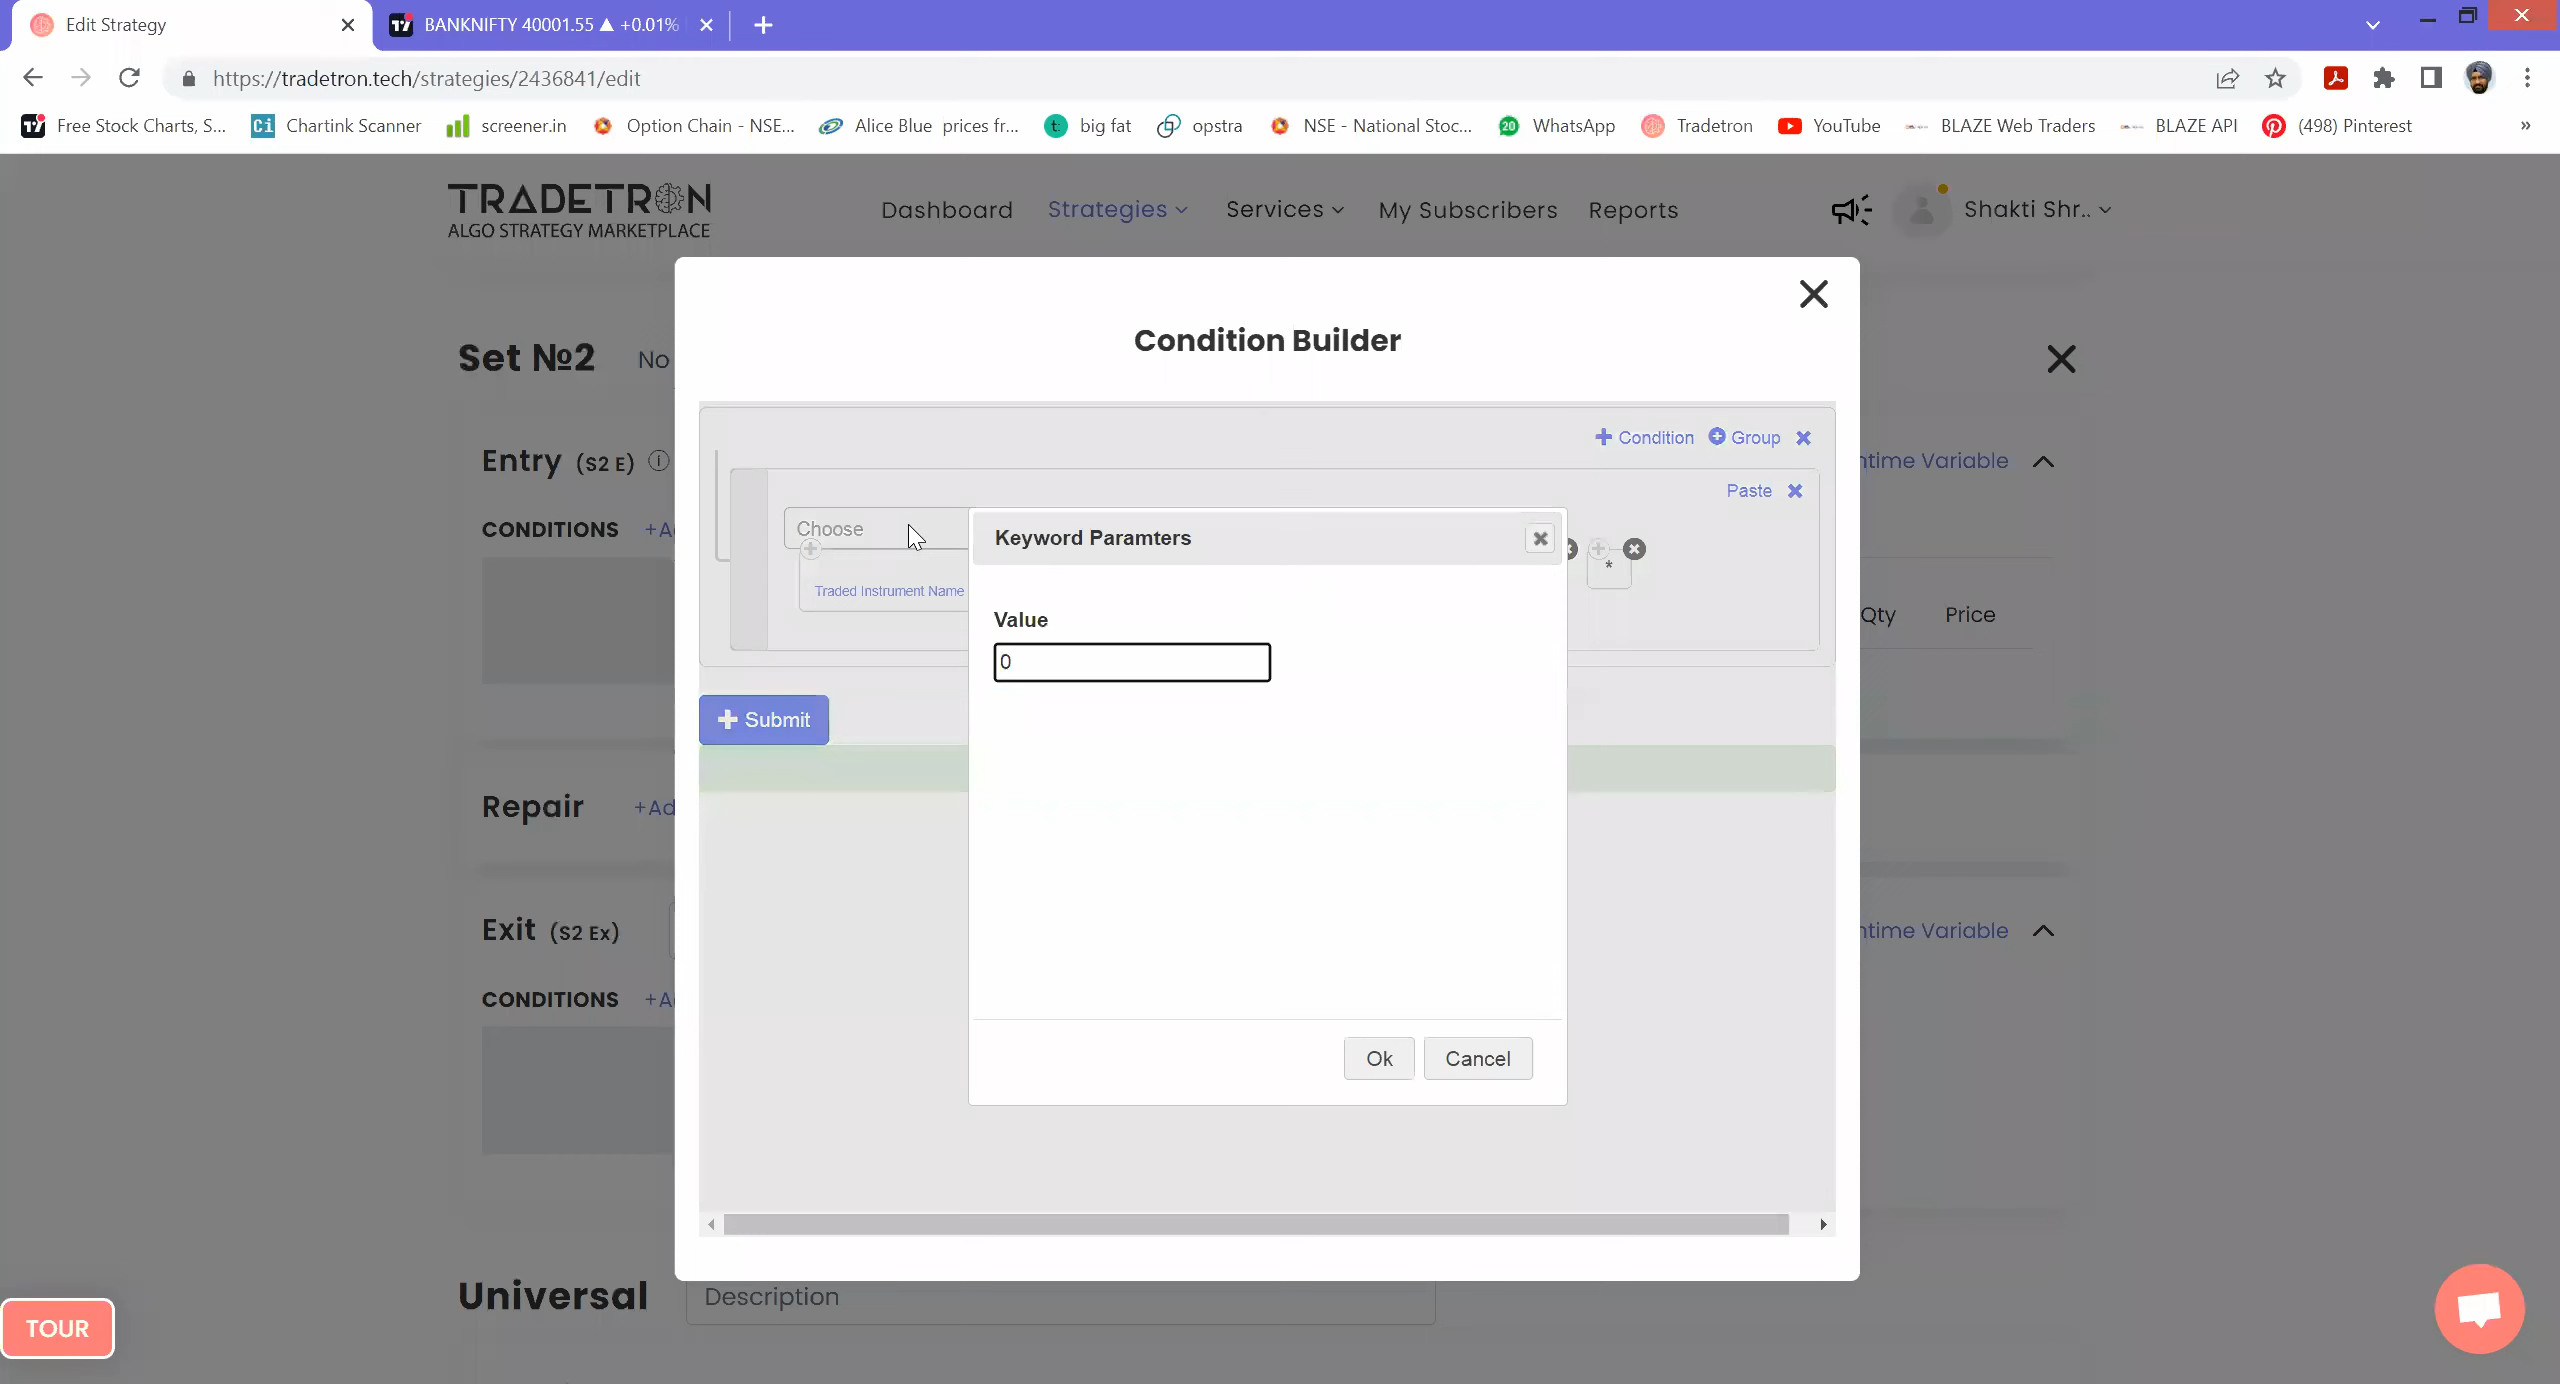 Edit Strategy
BANKNIFTY 40001.55 ▲ +0.01%
https://tradetron.tech/strategies/2436841/edit
Free Stock Charts, S...
Chartink Scanner
screener.in
Option Chain - NSE...
Alice Blue prices fr...
big fat
opstra
NSE - National Stoc...
20
WhatsApp
Tradetron
YouTube
BLAZE Web Traders
BLAZE API
(498) Pinterest
»
TRADETRON
ALGO STRATEGY MARKETPLACE
Dashboard
Strategies
Services
My Subscribers
Reports
Shakti Shr..
Condition Builder
Set №2
No
+ Condition
Group
Entry (S2 E)
ntime Variable
Paste
Choose
Keyword Paramters
CONDITIONS
+A
*
Traded Instrument Name
Value
Qty
Price
0
+ Submit
Repair
+Ad
Exit (S2 Ex)
ntime Variable
CONDITIONS
+A
Ok
Cancel
Universal
Description
TOUR